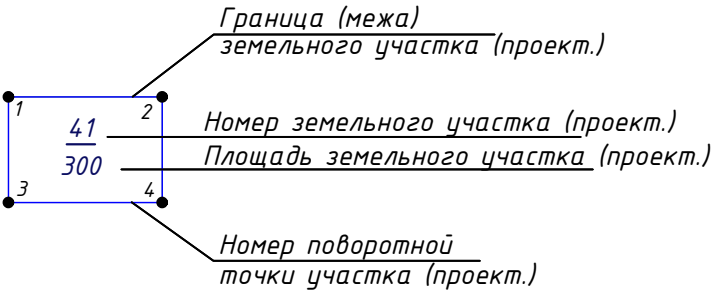 Граница (межа)
земельного участка (проект.)
1
2
41
Номер земельного участка (проект.)
300
Площадь земельного участка (проект.)
3
4
Номер поворотной
точки участка (проект.)